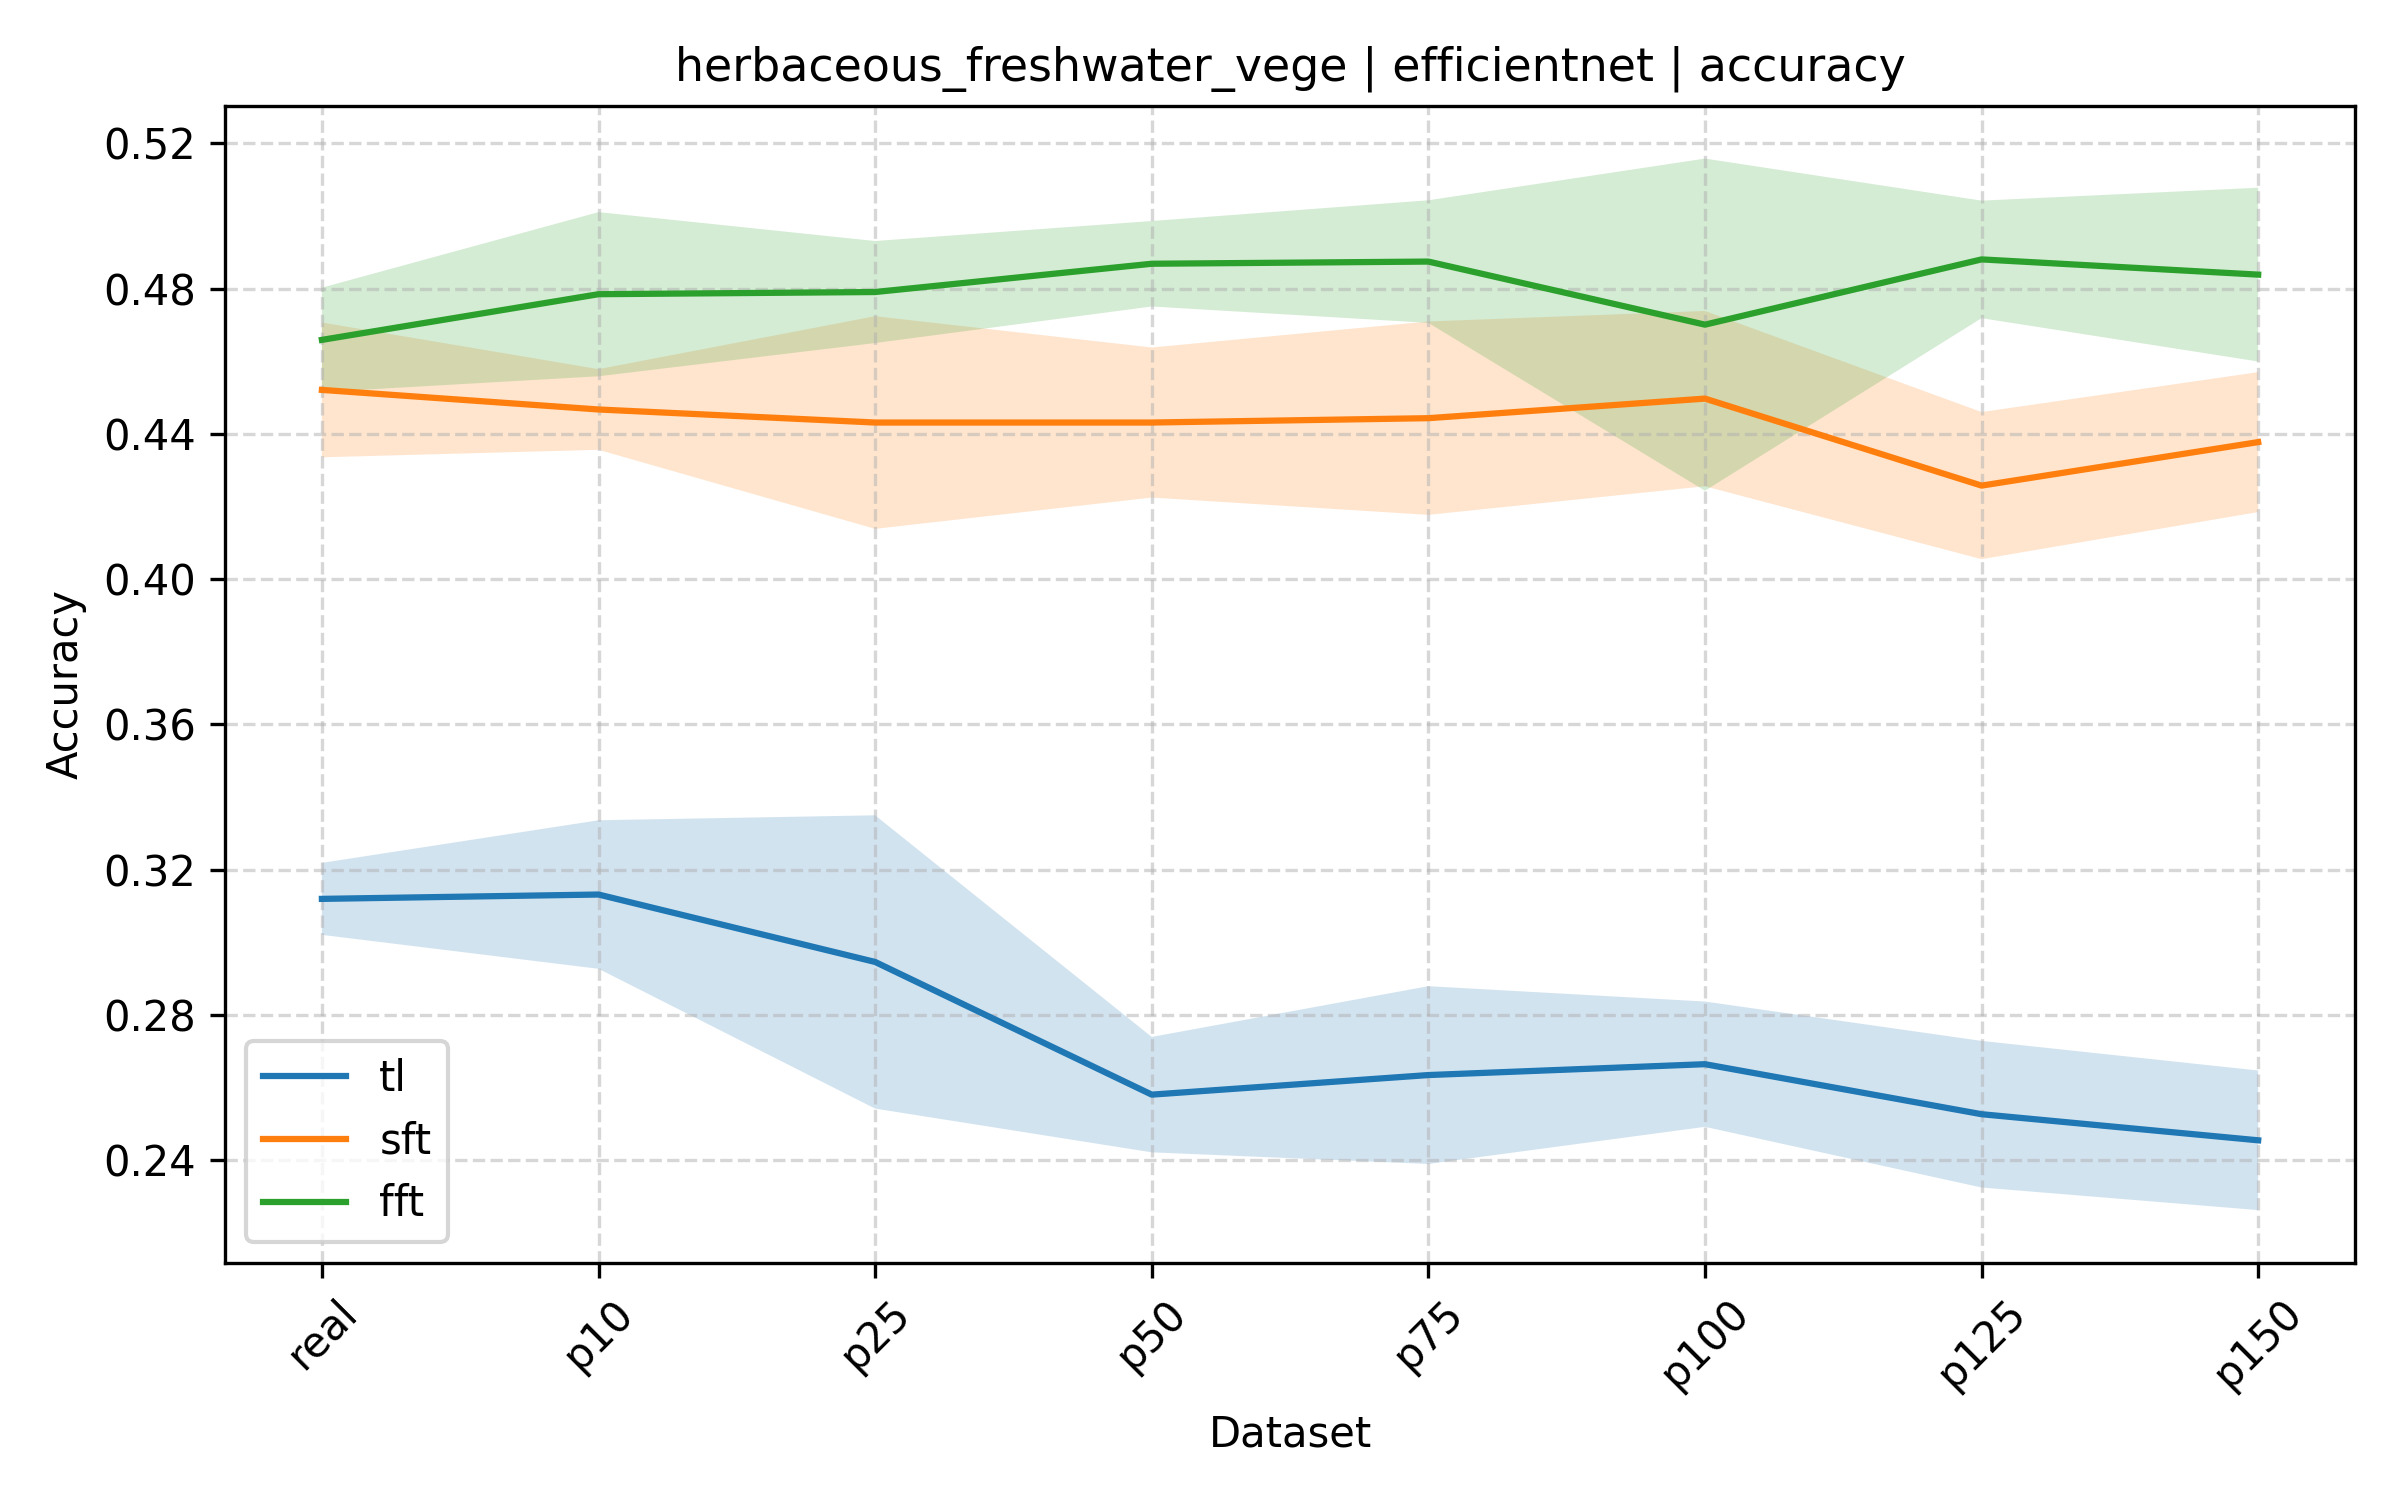 herbaceous_freshwater_vege | efficientnet | accuracy
0.52
0.48
0.44
0.40
0.36
0.32
0.28
0.24
Accuracy
tl
sft
fft
real
p10
p25
p50
p75
p100
p125
p150
Dataset